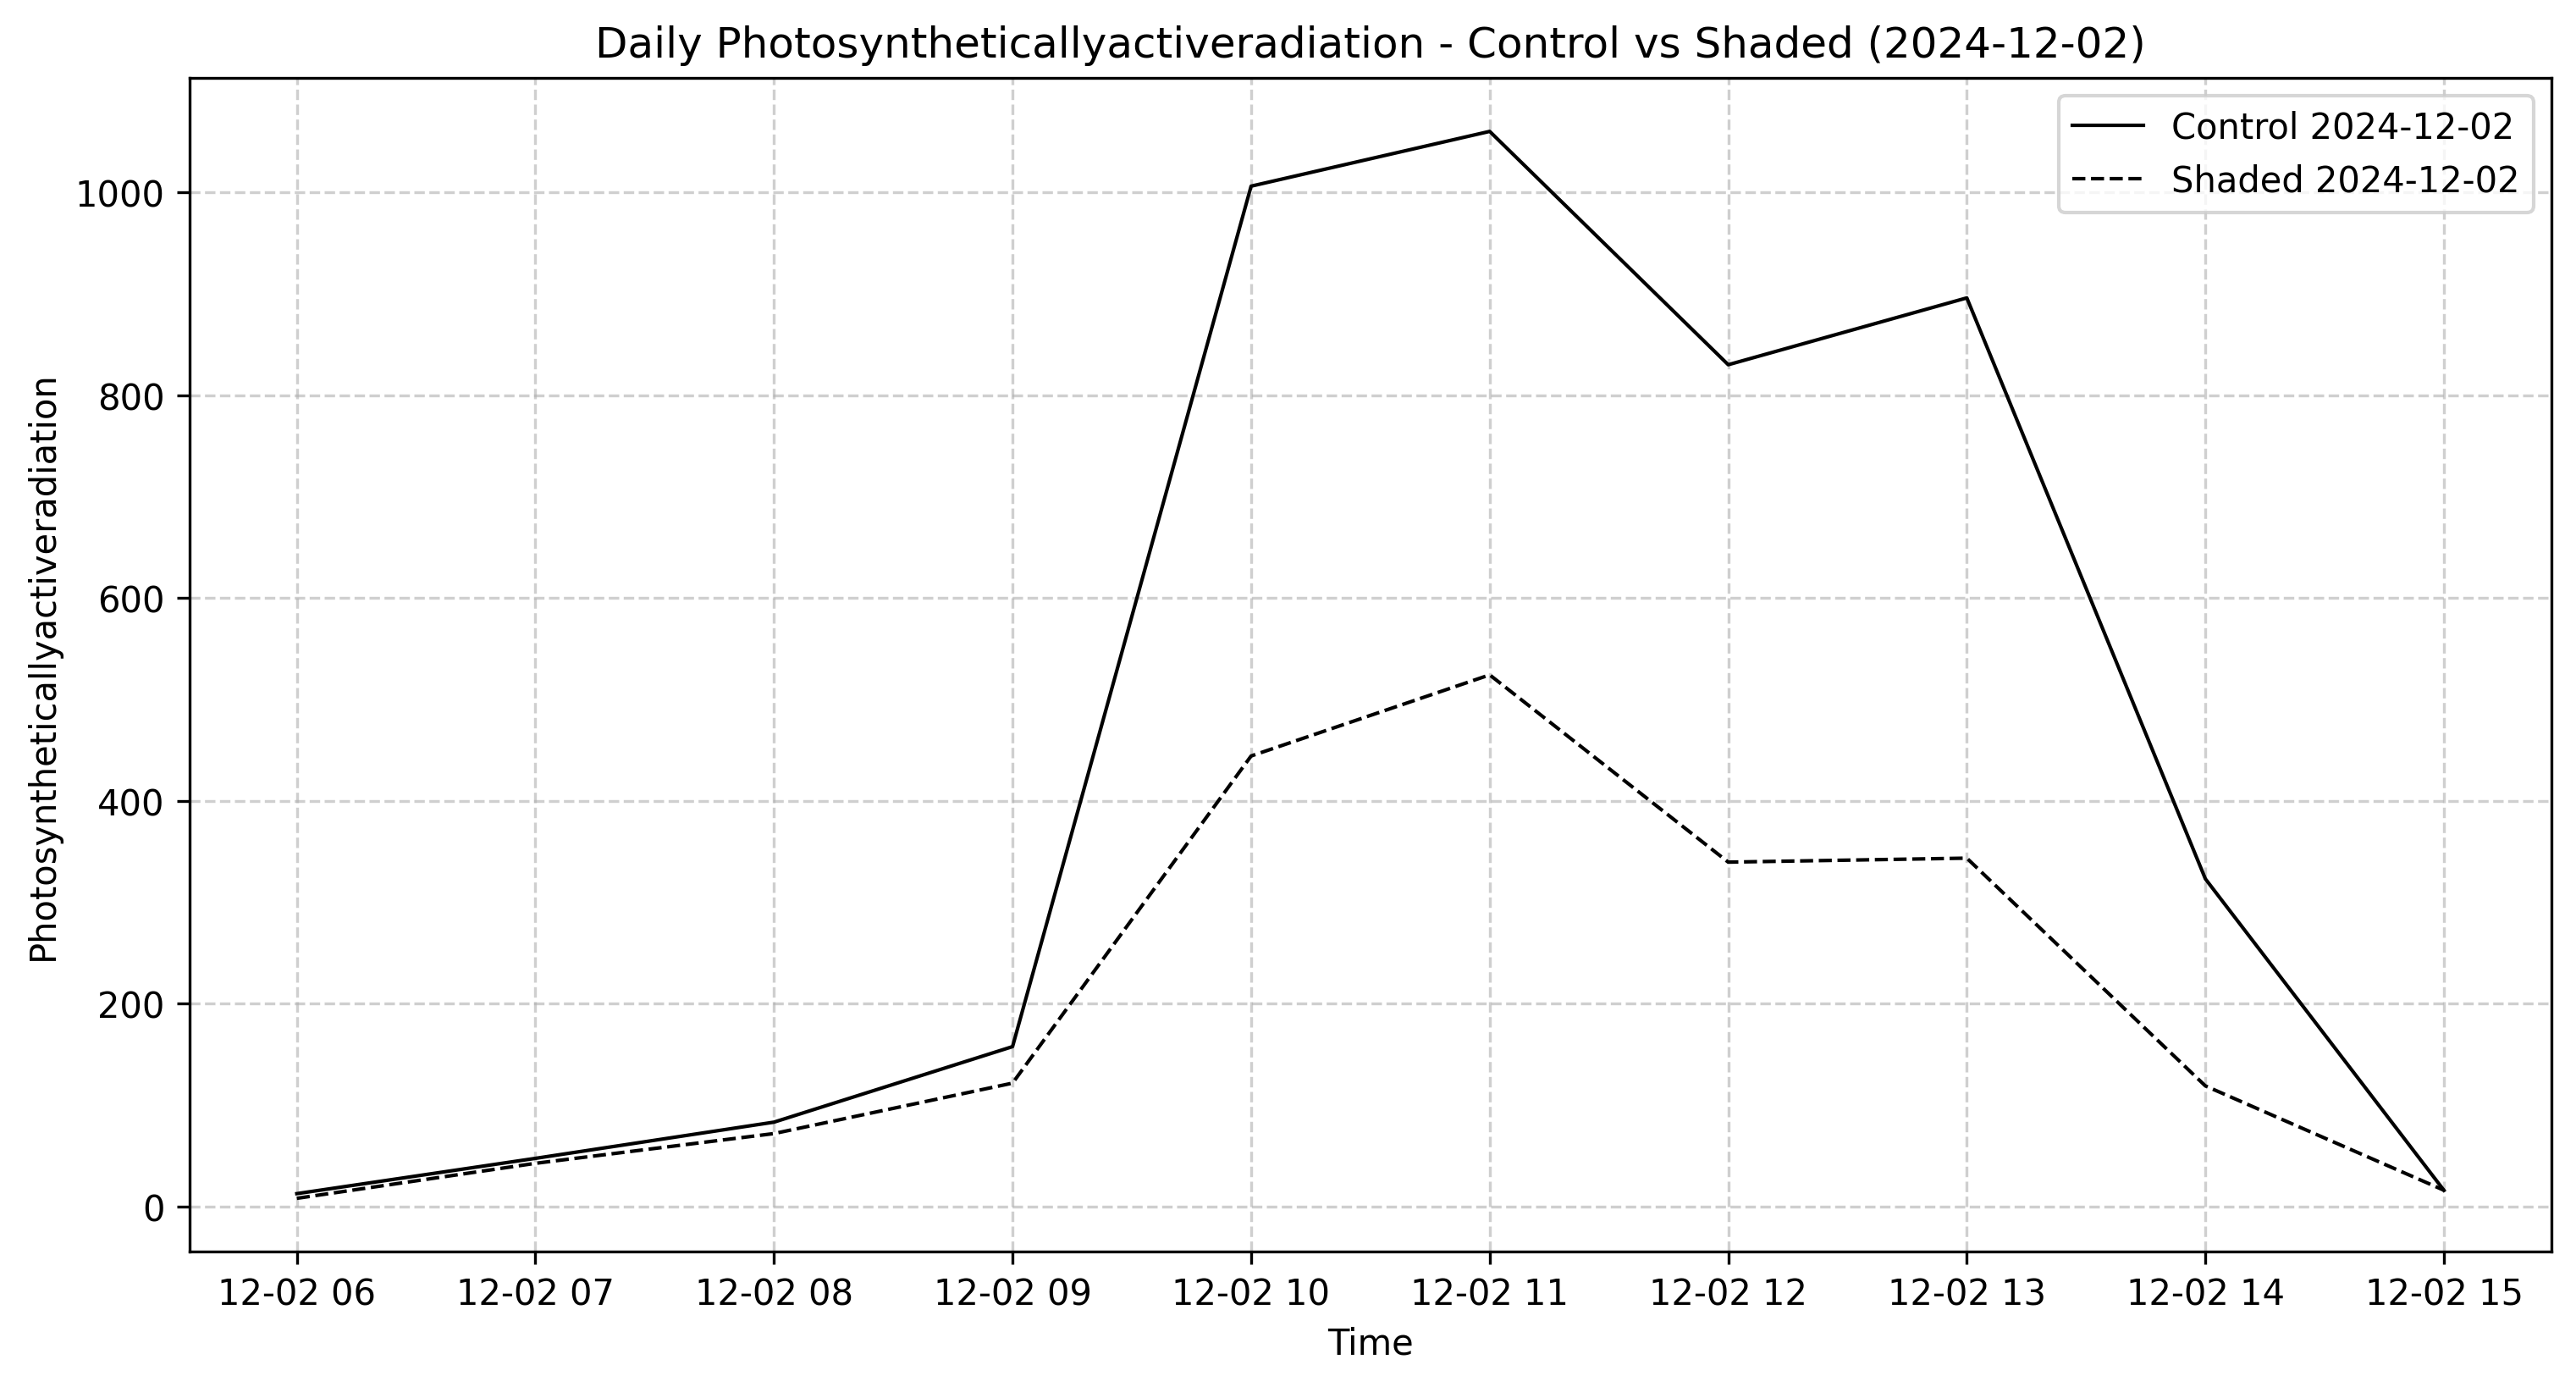 Daily Photosyntheticallyactiveradiation - Control vs Shaded (2024-12-02)
Control 2024-12-02
Shaded 2024-12-02
Photosyntheticallyactiveradiation
1000
800
600
400
200
0
12-02 06 12-02 07 12-02 08 12-02 09 12-02 10 12-02 11 12-02 12 12-02 13 12-02 14 12-02 15
Time